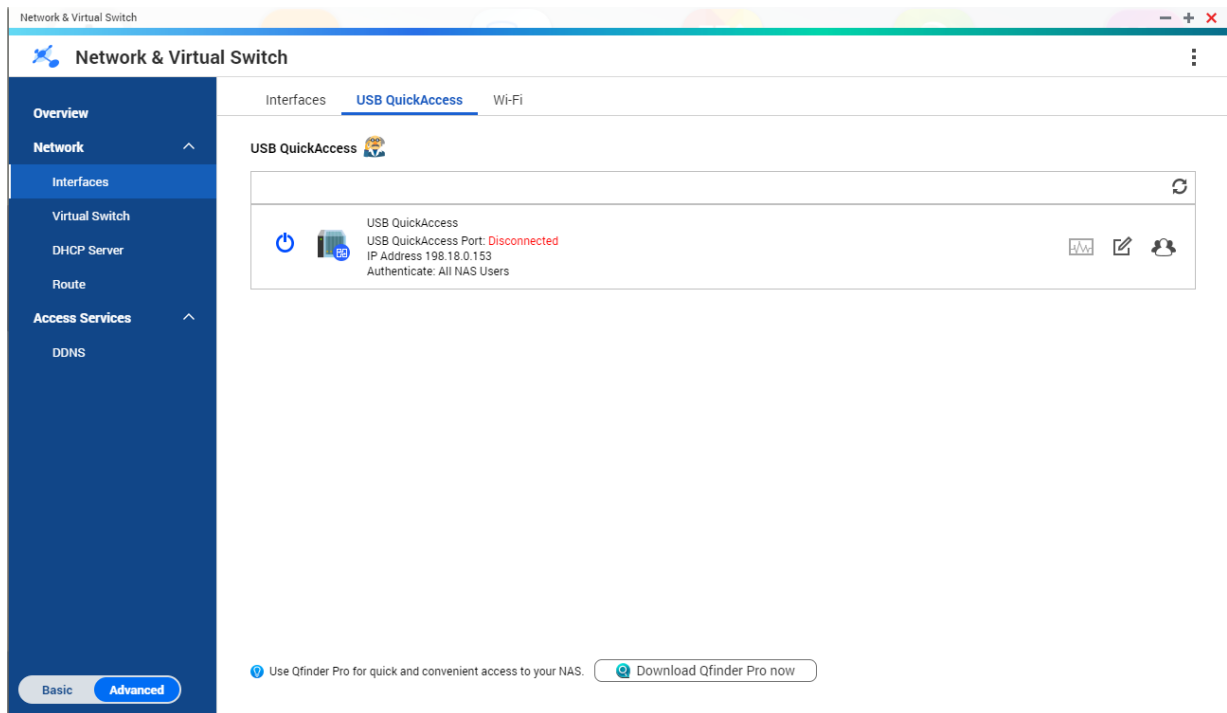 Network & Virtual Switch
Network & Virtual Switch
Overview
Network
Interfaces
Virtual Switch
DHCP Server
Route
Access Services
DDNS
Basic
Advanced
Interfaces
USB QuickAccess
Wi-Fi
USB QuickAccess
USB QuickAccess
USB QuickAccess Port: Disconnected
IP Address 198.18.0.153
Authenticate: All NAS Users
Use Qfinder Pro for quick and convenient access to your NAS.
Download Qfinder Pro now